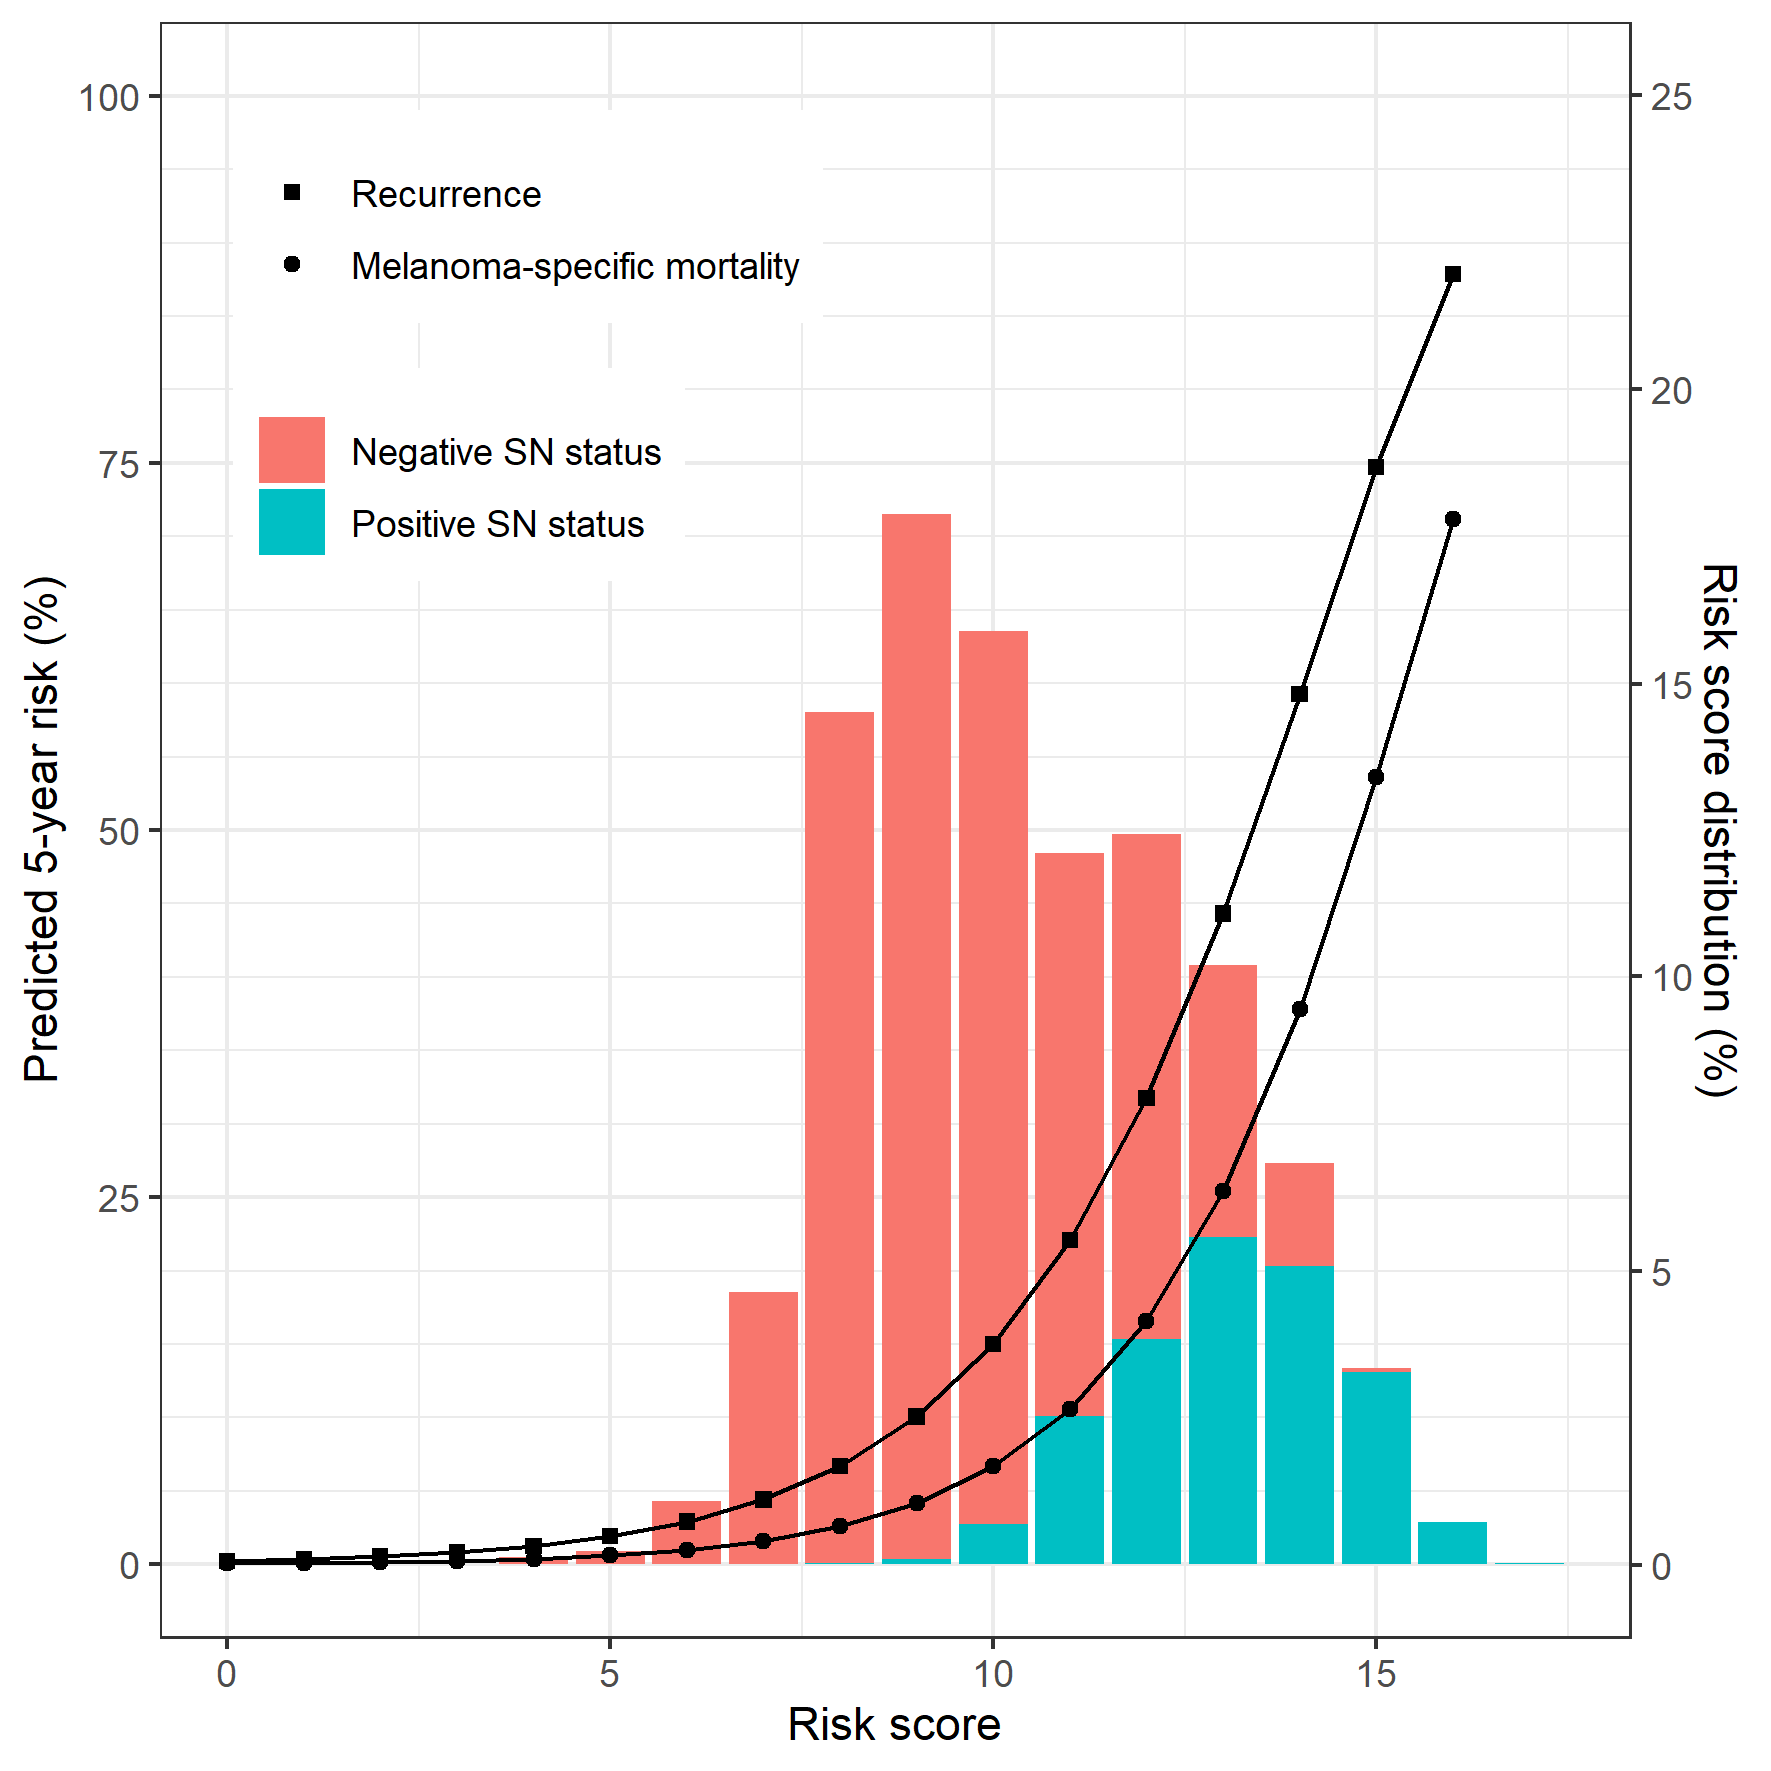 Recurrence
Melanoma-specific mortality
Negative SN status
Positive SN status
Predicted 5-year risk (%)
100
75
50
25
0
Risk score distribution (%)
25
20
15
10
5
0
0
5
10
15
Risk score